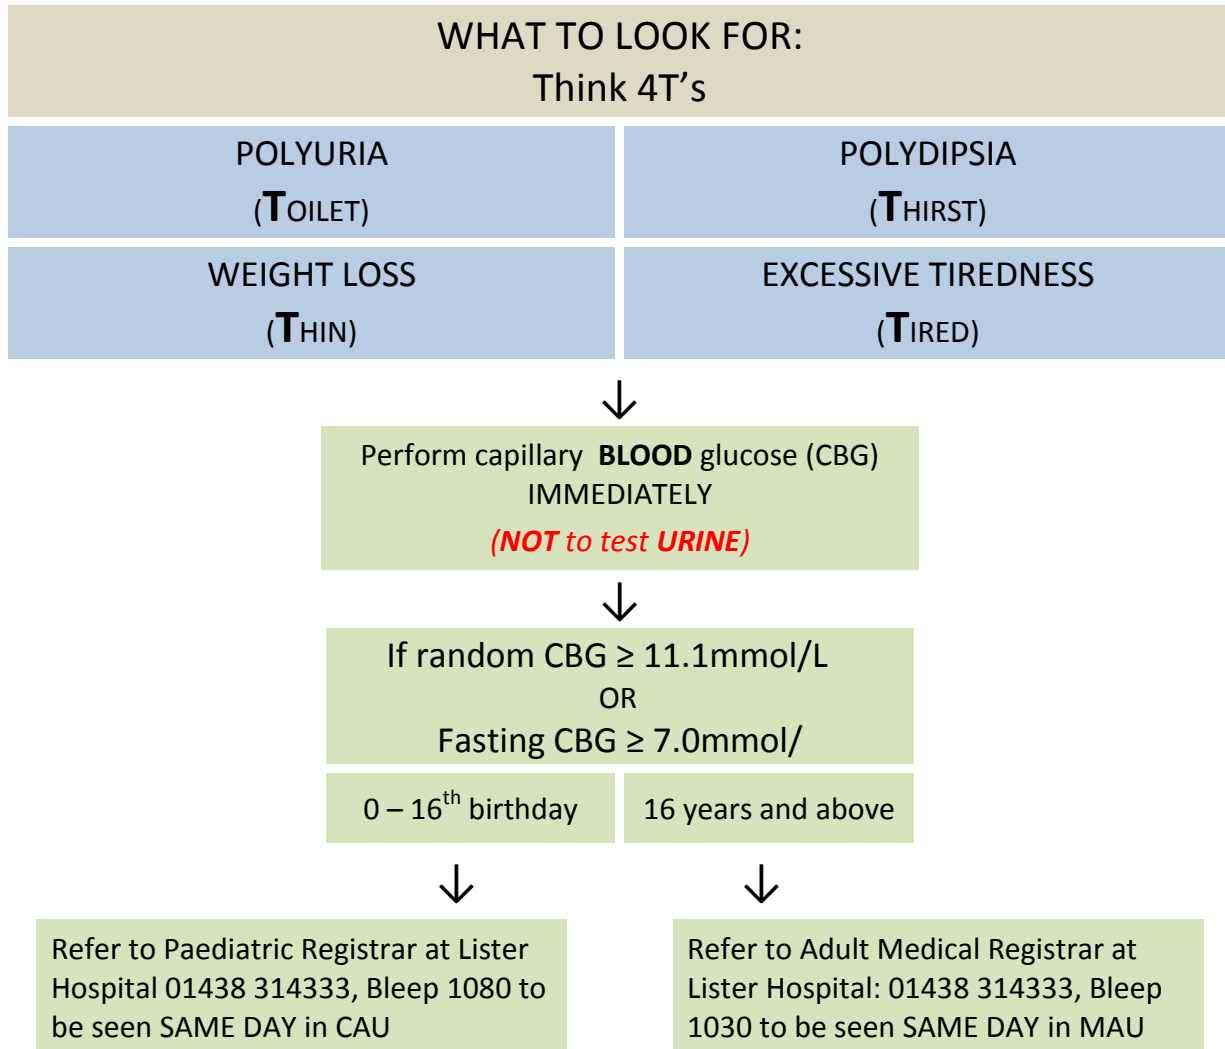 WHAT TO LOOK FOR:
Think 4T’s
POLYURIA
(TOILET)
POLYDIPSIA
(THIRST)
WEIGHT LOSS
(THIN)
EXCESSIVE TIREDNESS
(TIRED)
Perform capillary BLOOD glucose (CBG)
IMMEDIATELY
(NOT to test URINE)
If random CBG ≥ 11.1mmol/L
OR
Fasting CBG ≥ 7.0mmol/
0 – 16th birthday
16 years and above
Refer to Paediatric Registrar at Lister
Hospital 01438 314333, Bleep 1080 to
be seen SAME DAY in CAU
Refer to Adult Medical Registrar at
Lister Hospital: 01438 314333, Bleep
1030 to be seen SAME DAY in MAU